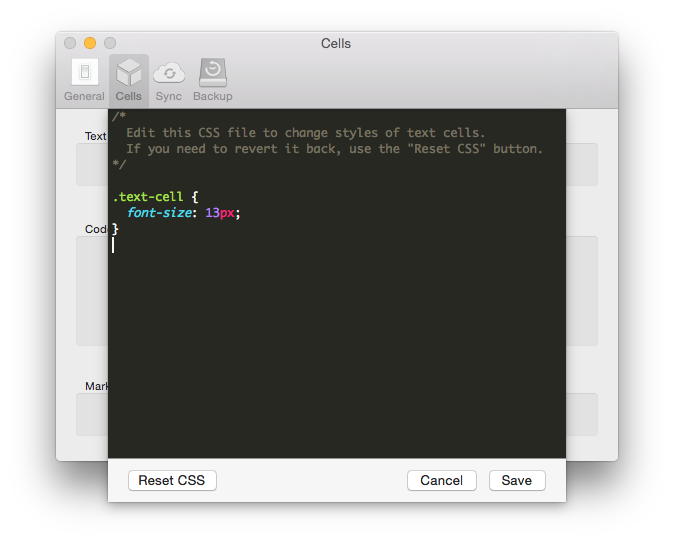 Cells
General Cells Sync Backup
/*
  Edit this CSS file to change styles of text cells.
  If you need to revert it back, use the "Reset CSS" button.
*/
Text
.text-cell {
  font-size: 13px;
}
Code
Mark
Reset CSS Cancel Save